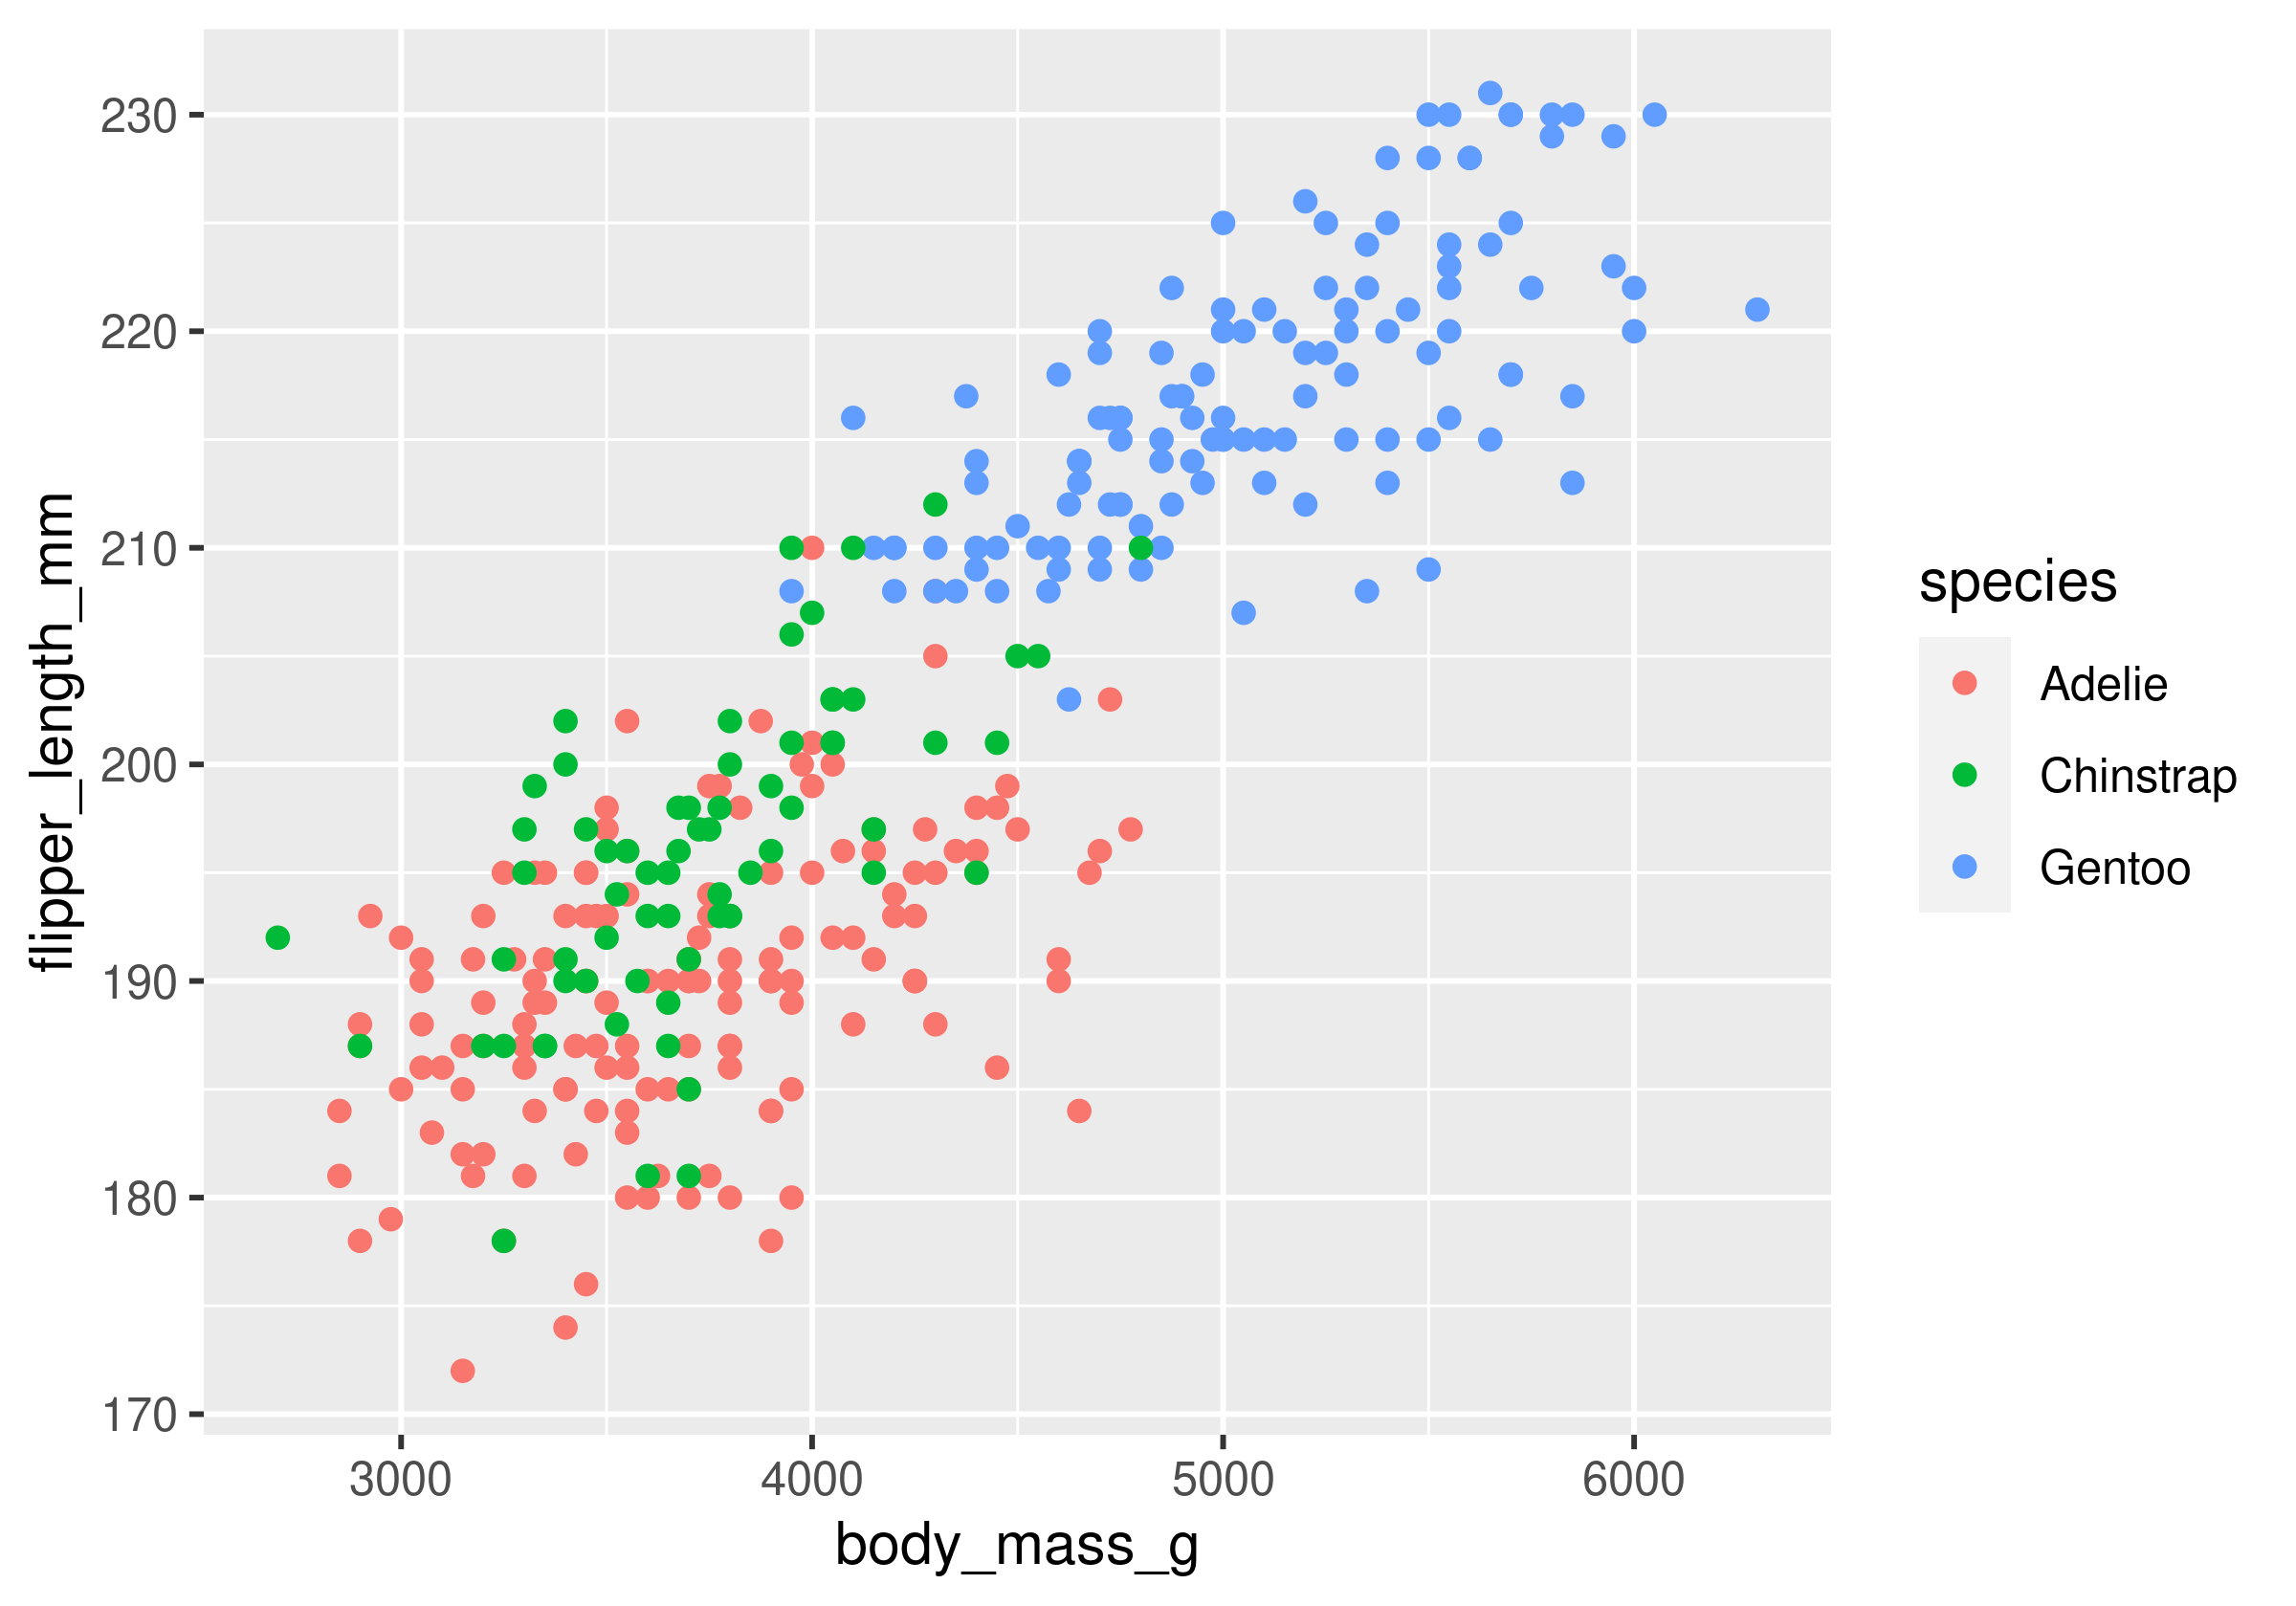 flipper_length_mm
230
220
210
200
190
180
170
3000 4000 5000 6000
body_mass_g
species
Adelie
Chinstrap
Gentoo